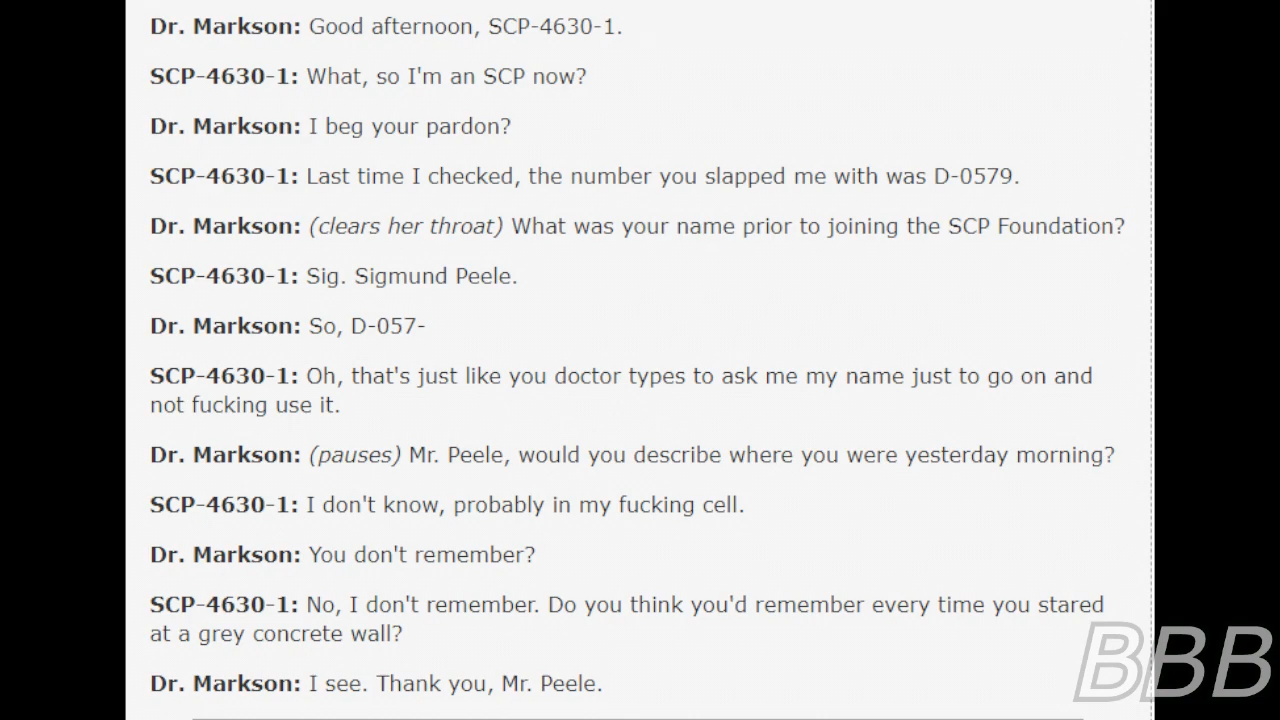 Dr. Markson: Good afternoon, SCP-4630-1.
SCP-4630-1: What, so I'm an SCP now?
Dr. Markson: I beg your pardon?
SCP-4630-1: Last time I checked, the number you slapped me with was D-0579.
Dr. Markson: (clears her throat) What was your name prior to joining the SCP Foundation?
SCP-4630-1: Sig. Sigmund Peele.
Dr. Markson: So, D-057-
SCP-4630-1: Oh, that's just like you doctor types to ask me my name just to go on and
not fucking use it.
Dr. Markson: (pauses) Mr. Peele, would you describe where you were yesterday morning?
SCP-4630-1: I don't know, probably in my fucking cell.
Dr. Markson: You don't remember?
SCP-4630-1: No, I don't remember. Do you think you'd remember every time you stared
at a grey concrete wall?
Dr. Markson: I see. Thank you, Mr. Peele.
BBB